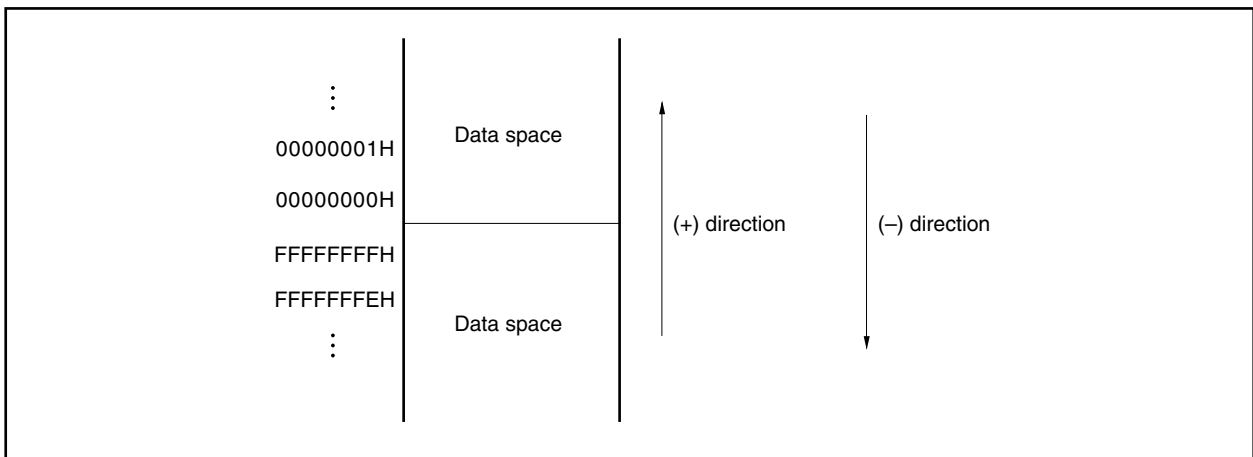 ⋮
00000001H
Data space
00000000H
(+) direction
(–) direction
FFFFFFFFH
FFFFFFFEH
Data space
⋮